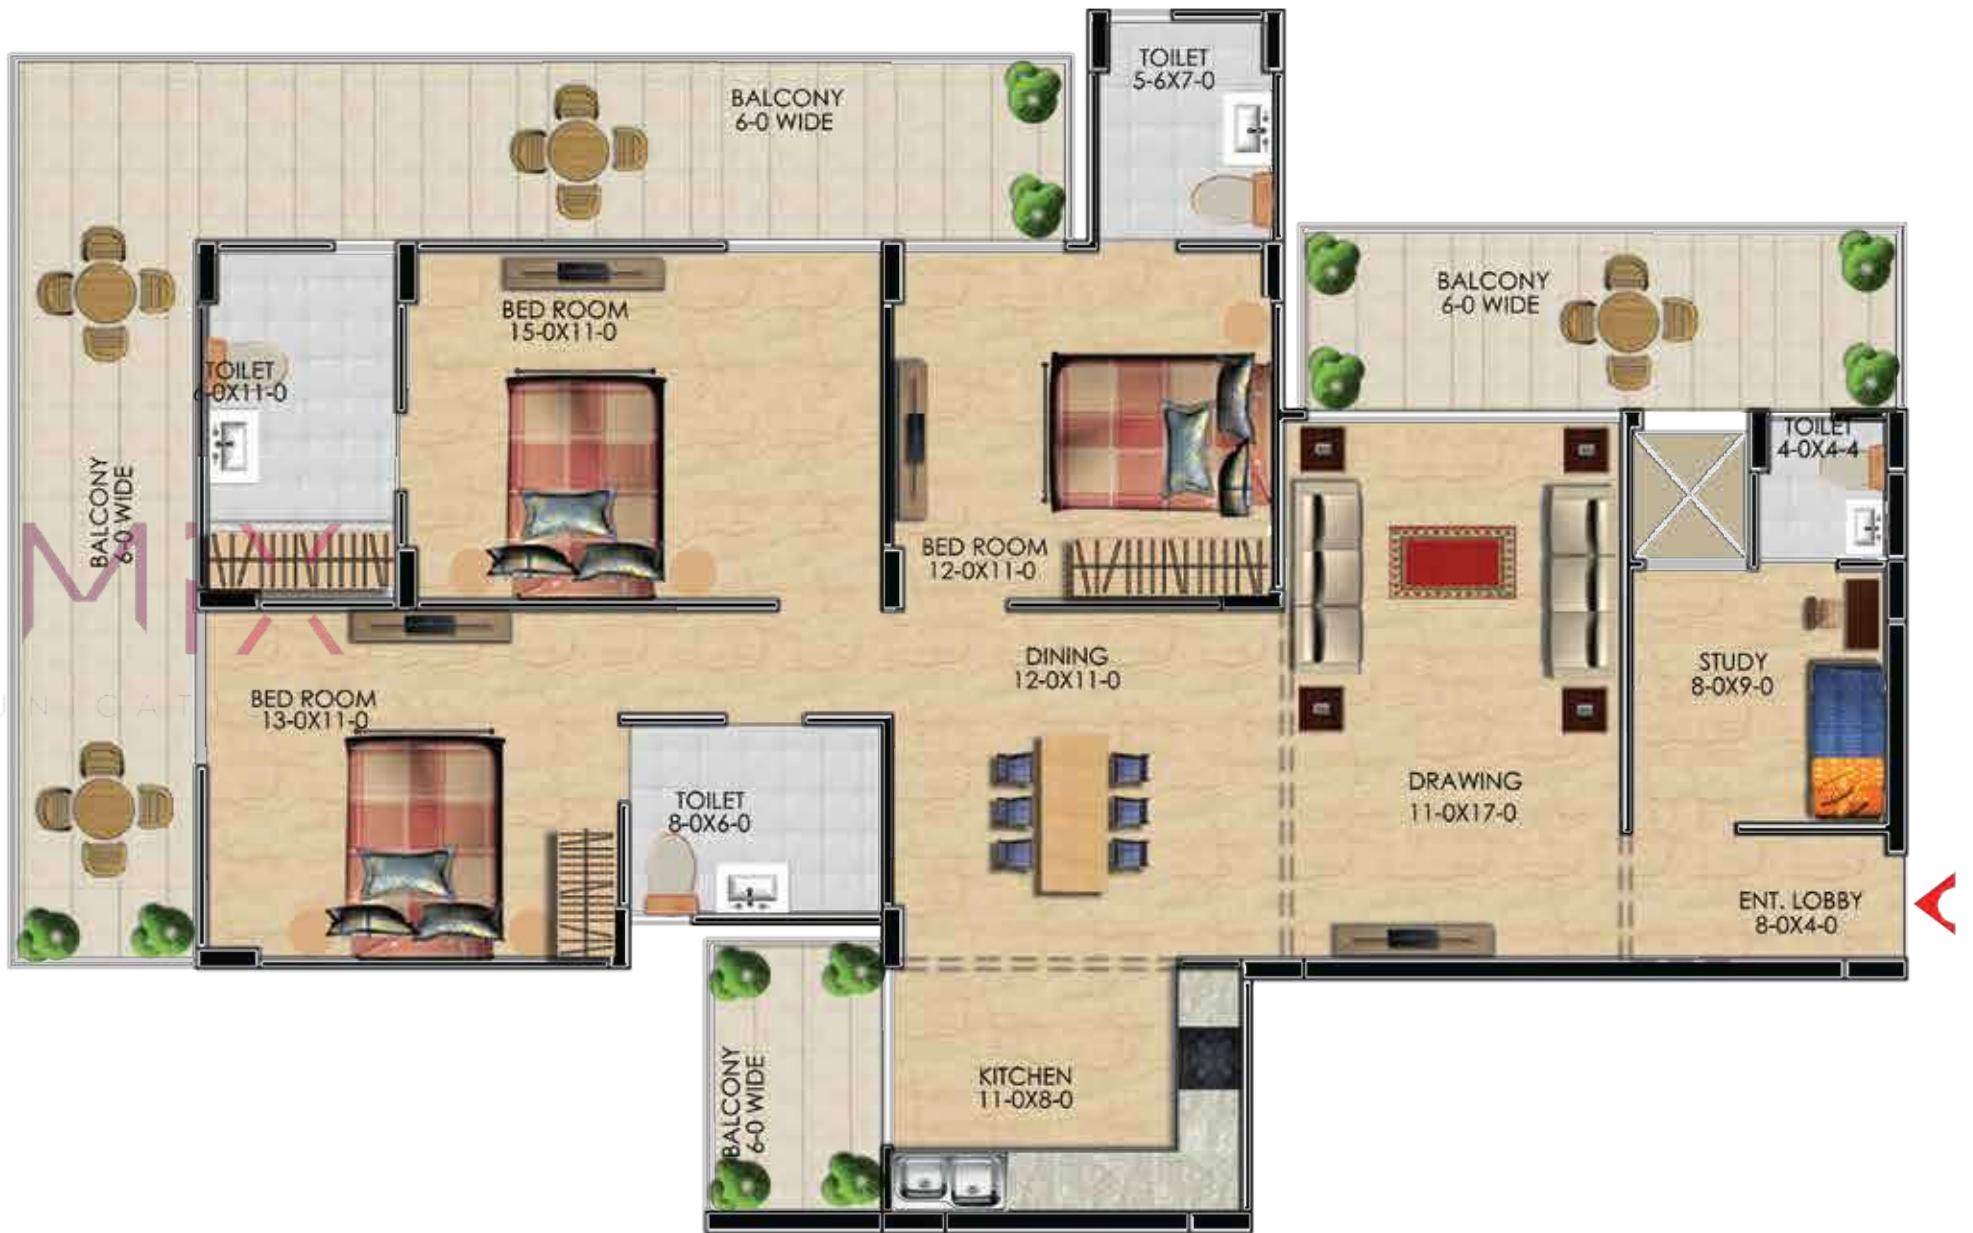 TOILET
5-6X7-0
BALCONY
6-0 WIDE
BALCONY
6-0 WIDE
BED ROOM
15-0X11-0
TOILET
6-0X11-0
TOILET
4-0X4-4
BALCONY
6-0 WIDE
BED ROOM
12-0X11-0
MiX
DINING
12-0X11-0
STUDY
8-0X9-0
BED ROOM
13-0X11-0
TOILET
8-0X6-0
DRAWING
11-0X17-0
ENT. LOBBY
8-0X4-0
KITCHEN
11-0X8-0
BALCONY
6-0 WIDE